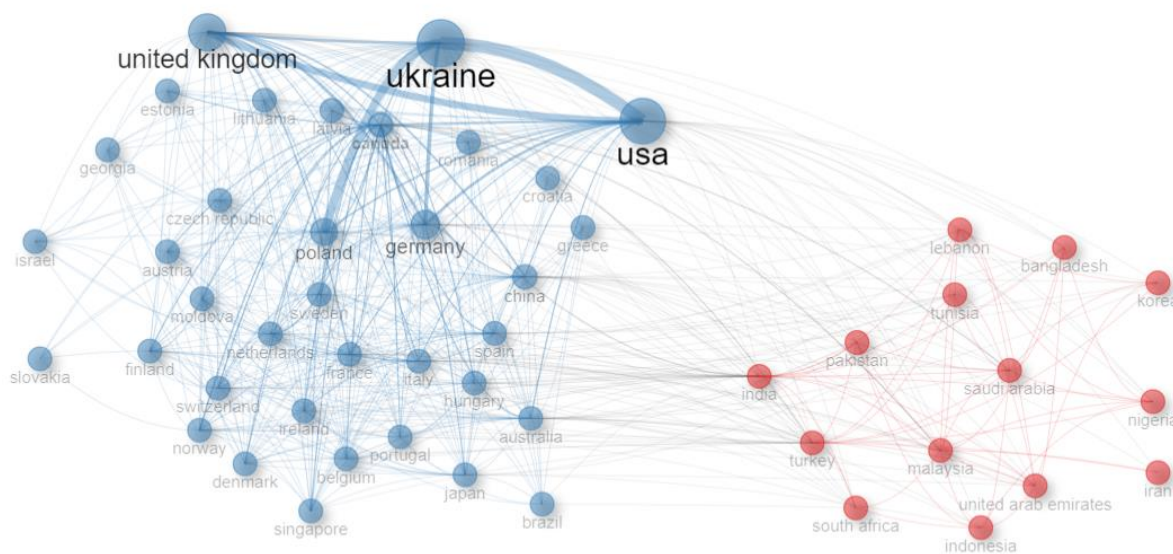 united kingdom
ukraine
usa
estonia
lithuania
latvia
canada
romania
georgia
croatia
czech republic
poland
germany
greece
israel
austria
china
moldova
sweden
netherlands
spain
slovakia
finland
france
italy
switzerland
hungary
ireland
australia
norway
portugal
denmark
belgium
japan
singapore
brazil
lebanon
bangladesh
korea
tunisia
pakistan
india
saudi arabia
nigeria
turkey
malaysia
iran
united arab emirates
south africa
indonesia